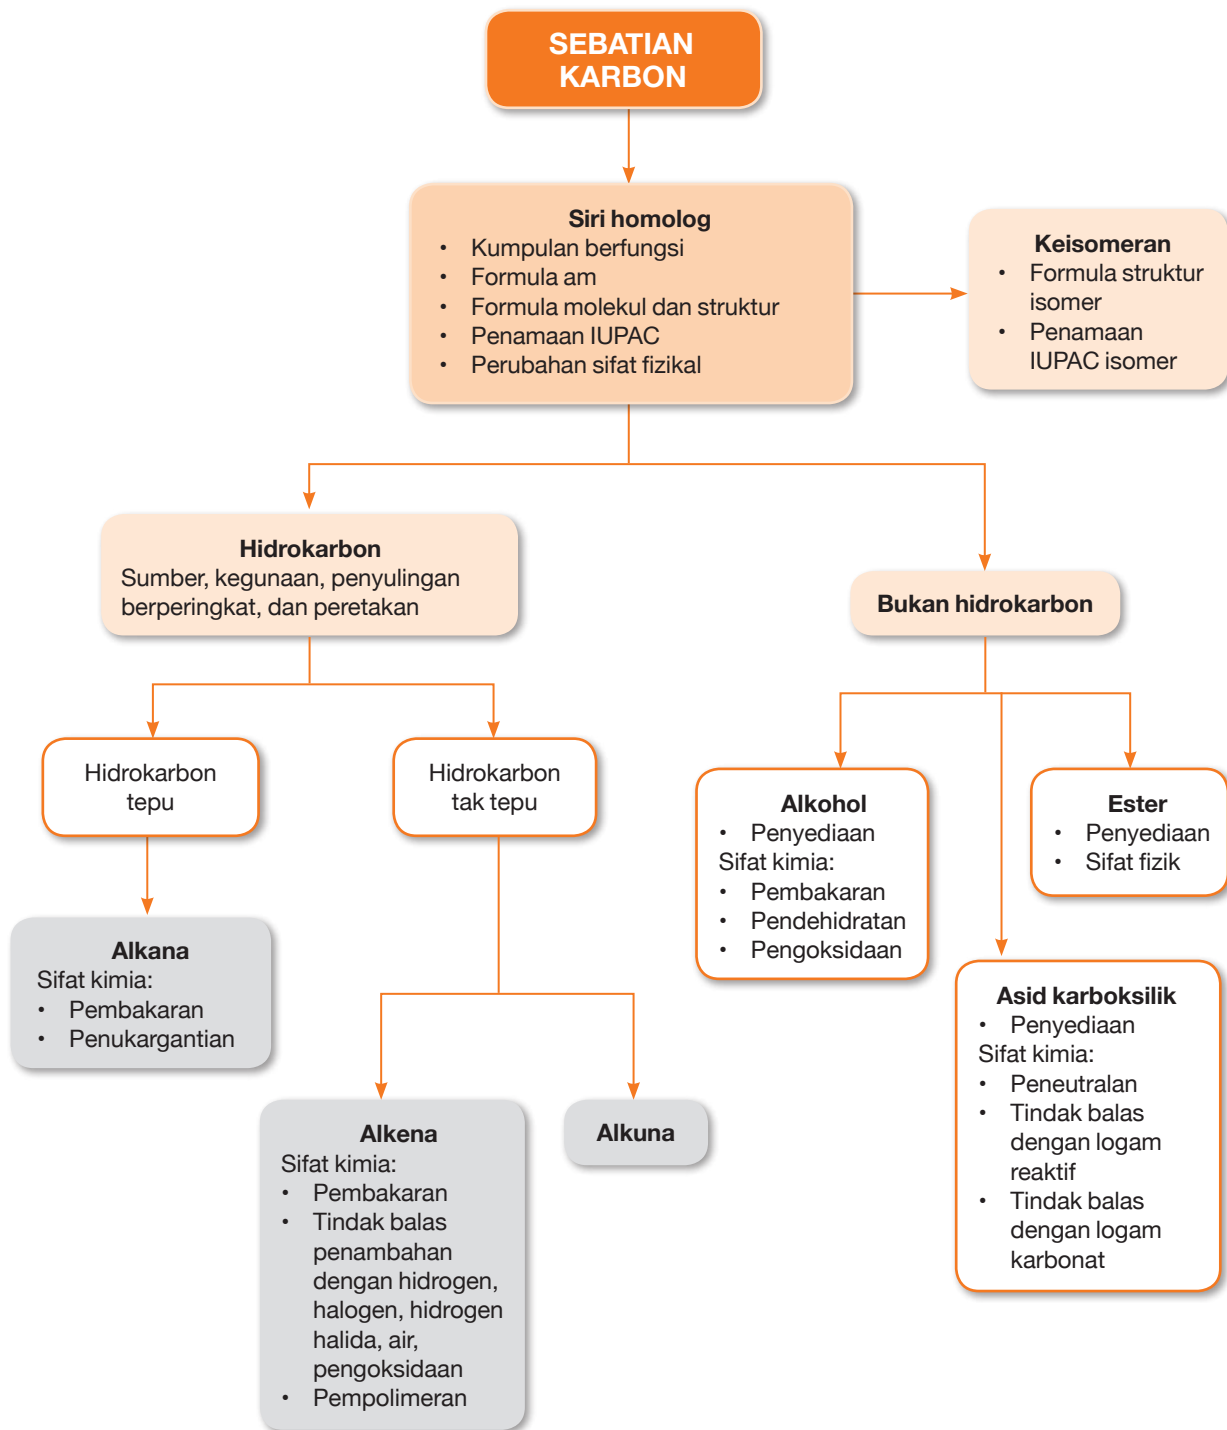 SEBATIAN
KARBON
Siri homolog
• Kumpulan berfungsi
• Formula am
• Formula molekul dan struktur
• Penamaan IUPAC
• Perubahan sifat fizikal
Keisomeran
• Formula struktur
isomer
• Penamaan
IUPAC isomer
Hidrokarbon
Sumber, kegunaan, penyulingan
berperingkat, dan peretakan
Bukan hidrokarbon
Hidrokarbon
tepu
Hidrokarbon
tak tepu
Alkohol
• Penyediaan
Sifat kimia:
• Pembakaran
• Pendehidratan
• Pengoksidaan
Ester
• Penyediaan
• Sifat fizik
Alkana
Sifat kimia:
• Pembakaran
• Penukargantian
Asid karboksilik
• Penyediaan
Sifat kimia:
• Peneutralan
• Tindak balas
dengan logam
reaktif
• Tindak balas
dengan logam
karbonat
Alkena
Sifat kimia:
• Pembakaran
• Tindak balas
penambahan
dengan hidrogen,
halogen, hidrogen
halida, air,
pengoksidaan
• Pempolimeran
Alkuna